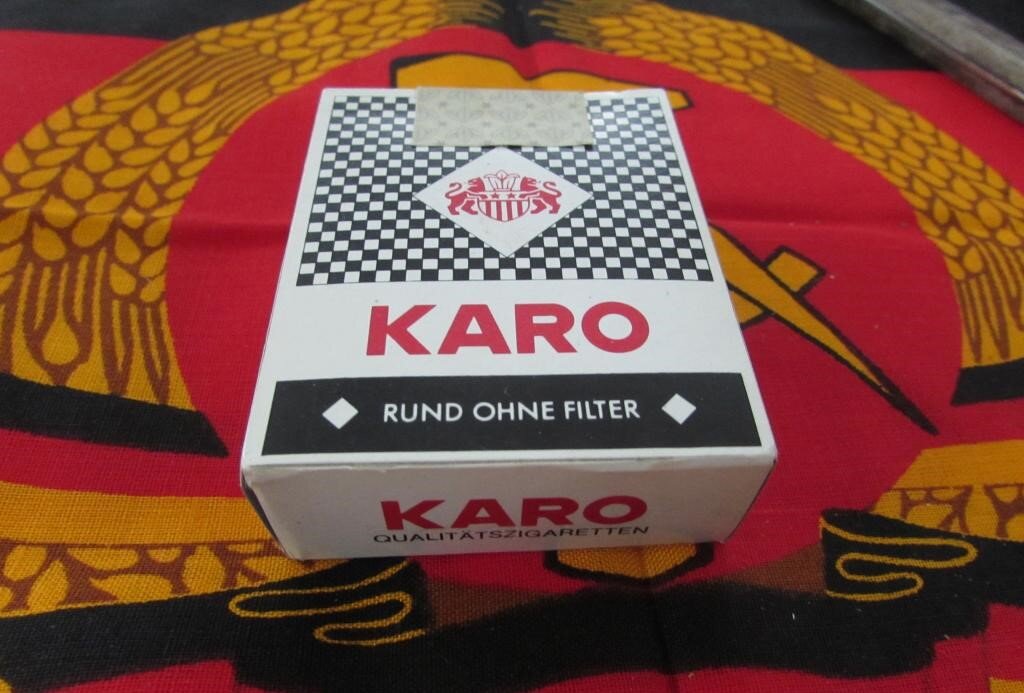 KARO
RUND OHNE FILTER
KARO
QUALITÄTSZIGARETTEN